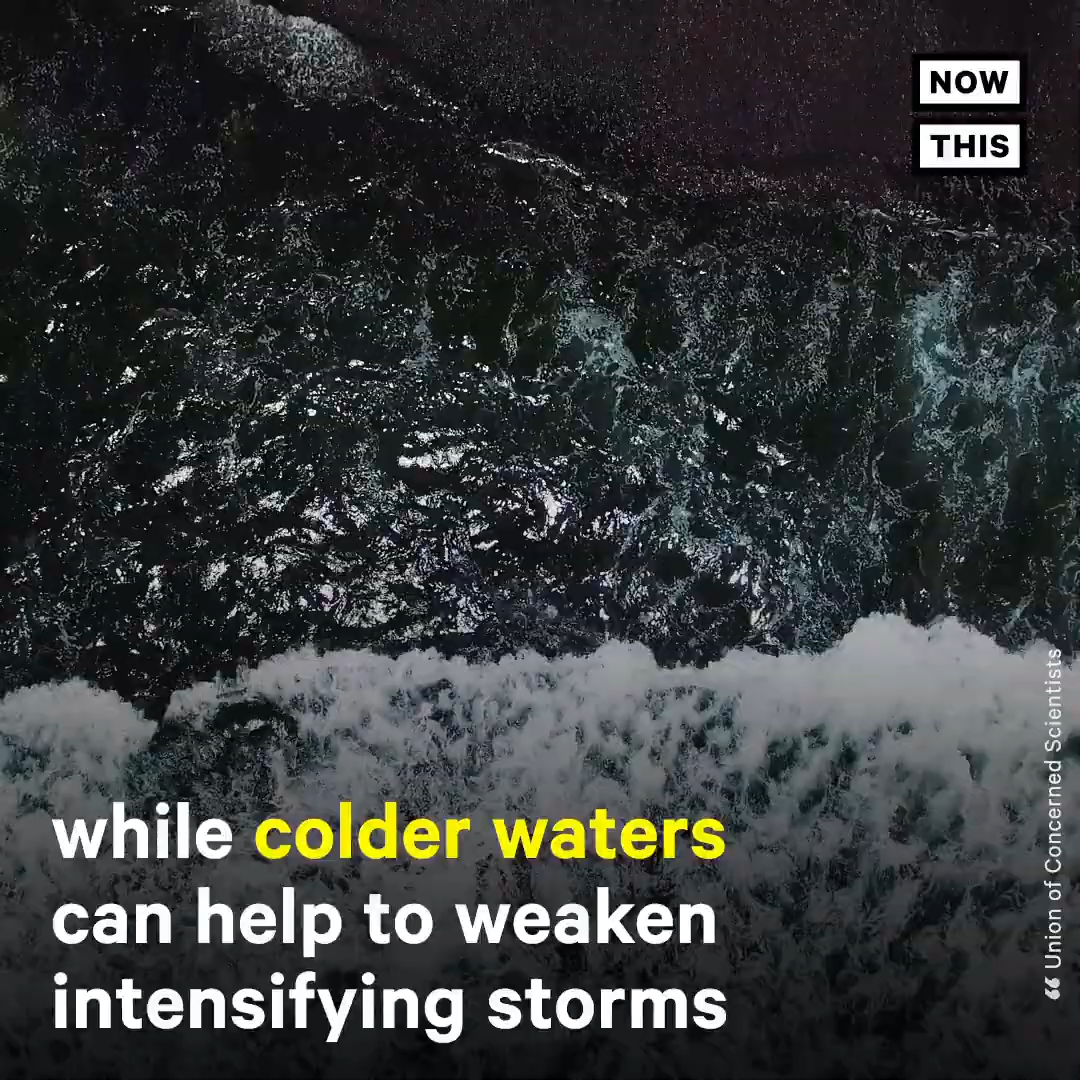 NOW
THIS
while colder waters
can help to weaken
intensifying storms
“ Union of Concerned Scientists